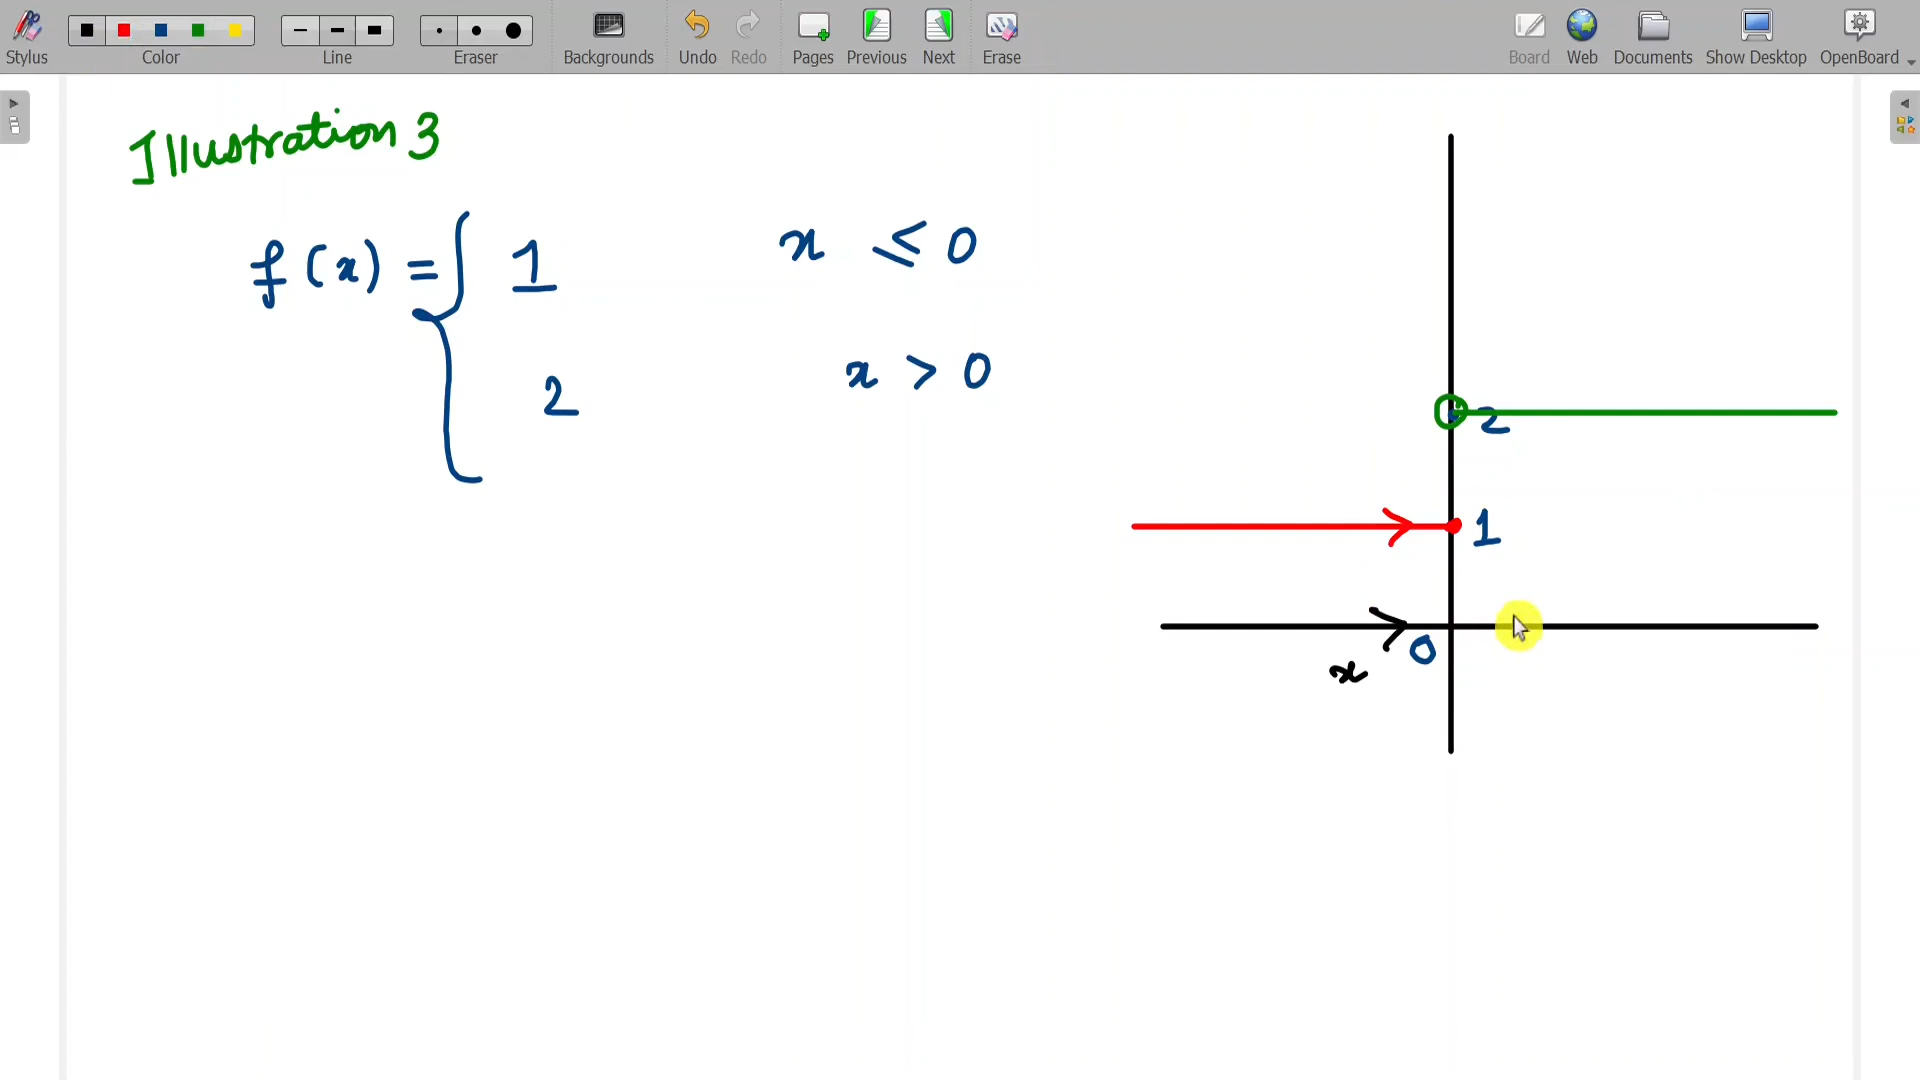 Stylus Color Line Eraser Backgrounds Undo Redo Pages Previous Next Erase Board Web Documents Show Desktop OpenBoard
Illustration 3
f(x) = { 1 x ≤ 0
2 x > 0
2
1
0
x